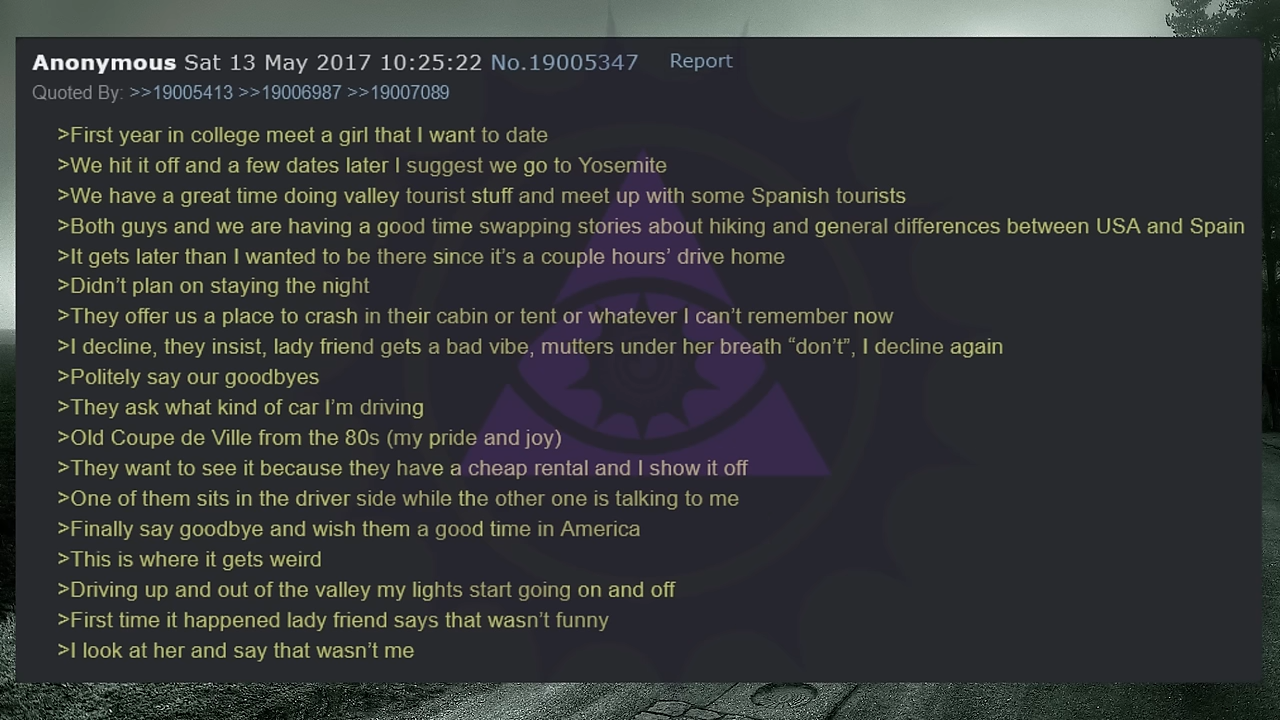 Anonymous Sat 13 May 2017 10:25:22 No.19005347 Report
Quoted By: >>19005413 >>19006987 >>19007089
>First year in college meet a girl that I want to date
>We hit it off and a few dates later I suggest we go to Yosemite
>We have a great time doing valley tourist stuff and meet up with some Spanish tourists
>Both guys and we are having a good time swapping stories about hiking and general differences between USA and Spain
>It gets later than I wanted to be there since it’s a couple hours’ drive home
>Didn’t plan on staying the night
>They offer us a place to crash in their cabin or tent or whatever I can’t remember now
>I decline, they insist, lady friend gets a bad vibe, mutters under her breath “don’t”, I decline again
>Politely say our goodbyes
>They ask what kind of car I’m driving
>Old Coupe de Ville from the 80s (my pride and joy)
>They want to see it because they have a cheap rental and I show it off
>One of them sits in the driver side while the other one is talking to me
>Finally say goodbye and wish them a good time in America
>This is where it gets weird
>Driving up and out of the valley my lights start going on and off
>First time it happened lady friend says that wasn’t funny
>I look at her and say that wasn’t me